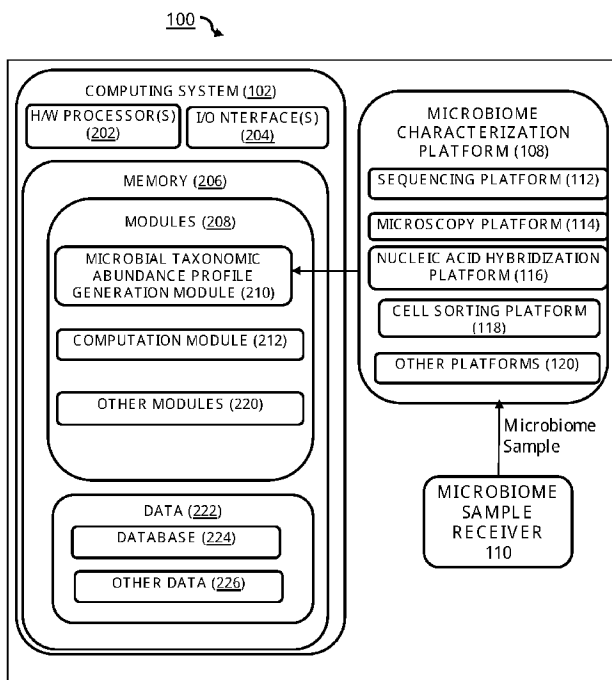 100
COMPUTING SYSTEM (102)
H/W PROCESSOR(S)
(202)
I/O NTERFACE(S)
(204)
MEMORY (206)
MODULES (208)
MICROBIAL TAXONOMIC
ABUNDANCE PROFILE
GENERATION MODULE (210)
COMPUTATION MODULE (212)
OTHER MODULES (220)
DATA (222)
DATABASE (224)
OTHER DATA (226)
MICROBIOME
CHARACTERIZATION
PLATFORM (108)
SEQUENCING PLATFORM (112)
MICROSCOPY PLATFORM (114)
NUCLEIC ACID HYBRIDIZATION
PLATFORM (116)
CELL SORTING PLATFORM
(118)
OTHER PLATFORMS (120)
Microbiome
Sample
MICROBIOME
SAMPLE
RECEIVER
110